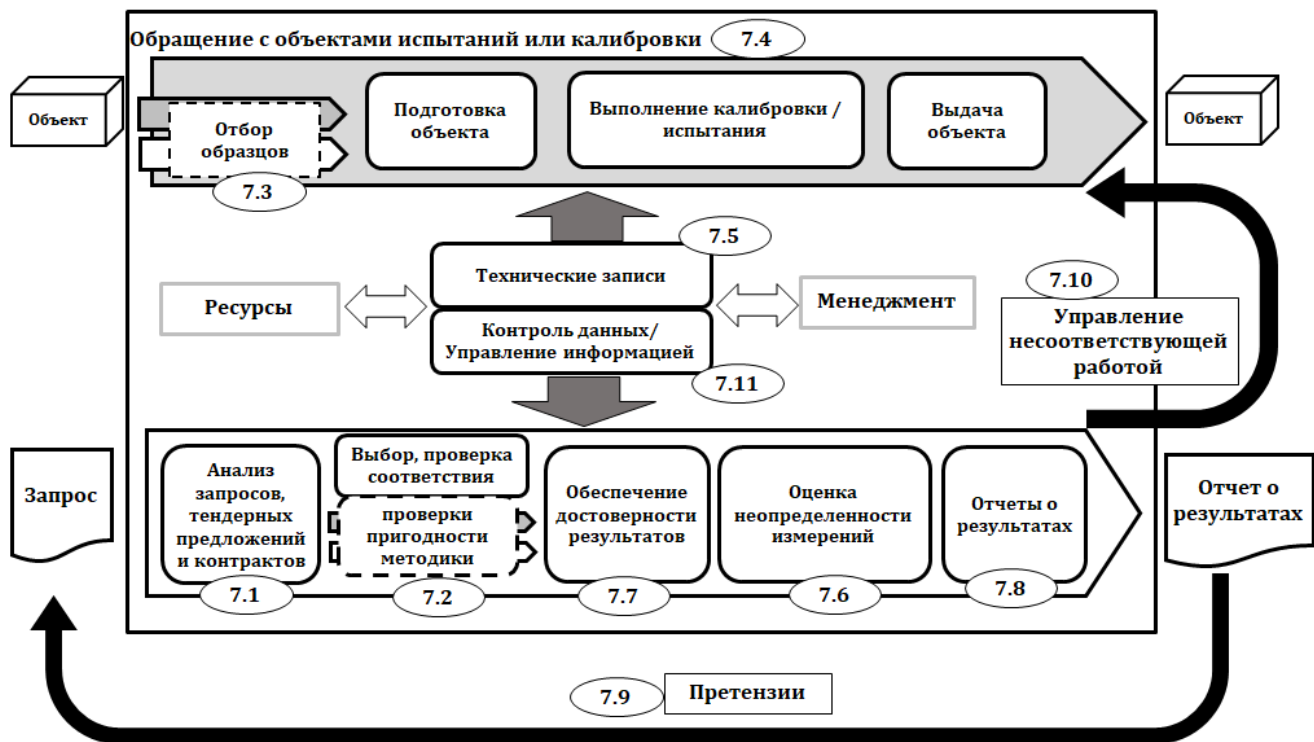 Обращение с объектами испытаний или калибровки 7.4
Объект
Отбор
образцов
7.3
Подготовка
объекта
Выполнение калибровки /
испытания
Выдача
объекта
Объект
7.5
Технические записи
Ресурсы
Менеджмент
Контроль данных/
Управление информацией
7.11
7.10
Управление
несоответствующей
работой
Запрос
Анализ
запросов,
тендерных
предложений
и контрактов
7.1
Выбор, проверка
соответствия
проверки
пригодности
методики
7.2
Обеспечение
достоверности
результатов
7.7
Оценка
неопределенности
измерений
7.6
Отчеты о
результатах
7.8
Отчет о
результатах
7.9 Претензии